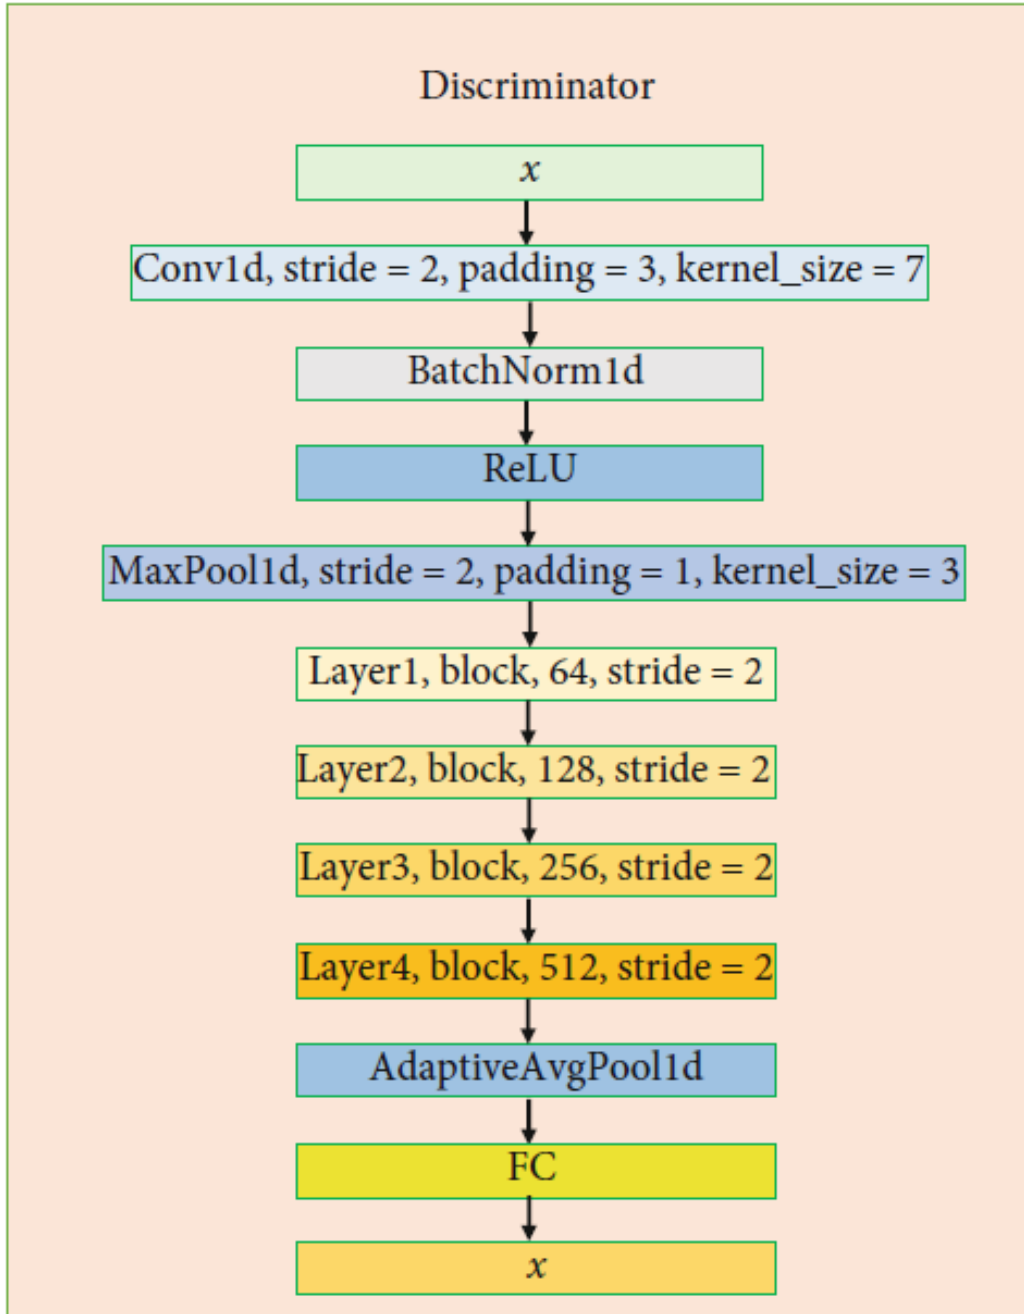 Discriminator
x
Conv1d, stride = 2, padding = 3, kernel_size = 7
BatchNorm1d
ReLU
MaxPool1d, stride = 2, padding = 1, kernel_size = 3
Layer1, block, 64, stride = 2
Layer2, block, 128, stride = 2
Layer3, block, 256, stride = 2
Layer4, block, 512, stride = 2
AdaptiveAvgPool1d
FC
x